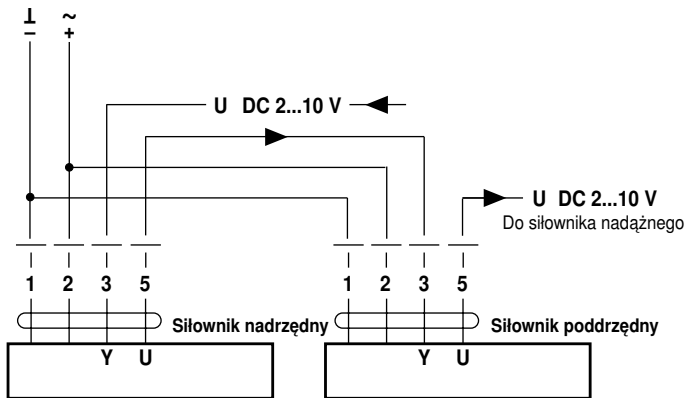 ⊥ ~
− +
U DC 2...10 V
U DC 2...10 V
Do siłownika nadążnego
1 2 3 5 1 2 3 5
Siłownik nadrzędny Siłownik poddrzędny
Y U Y U